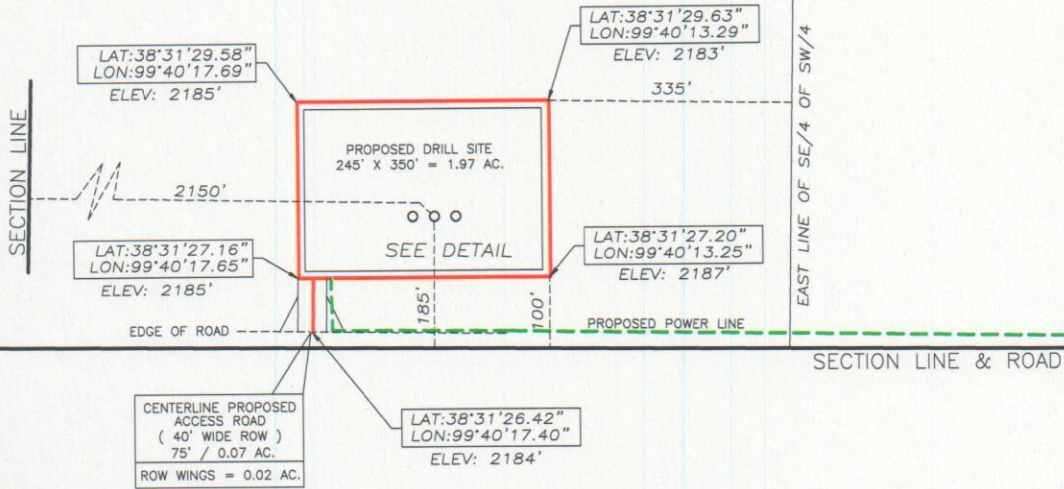 LAT:38°31'29.63"
LON:99°40'13.29"
ELEV: 2183'
LAT:38°31'29.58"
LON:99°40'17.69"
ELEV: 2185'
335'
EAST LINE OF SE/4 OF SW/4
SECTION LINE
PROPOSED DRILL SITE
245' X 350' = 1.97 AC.
2150'
SEE DETAIL
LAT:38°31'27.16"
LON:99°40'17.65"
ELEV: 2185'
LAT:38°31'27.20"
LON:99°40'13.25"
ELEV: 2187'
185'
100'
EDGE OF ROAD
PROPOSED POWER LINE
SECTION LINE & ROAD
CENTERLINE PROPOSED
ACCESS ROAD
( 40' WIDE ROW )
75' / 0.07 AC.
ROW WINGS = 0.02 AC.
LAT:38°31'26.42"
LON:99°40'17.40"
ELEV: 2184'